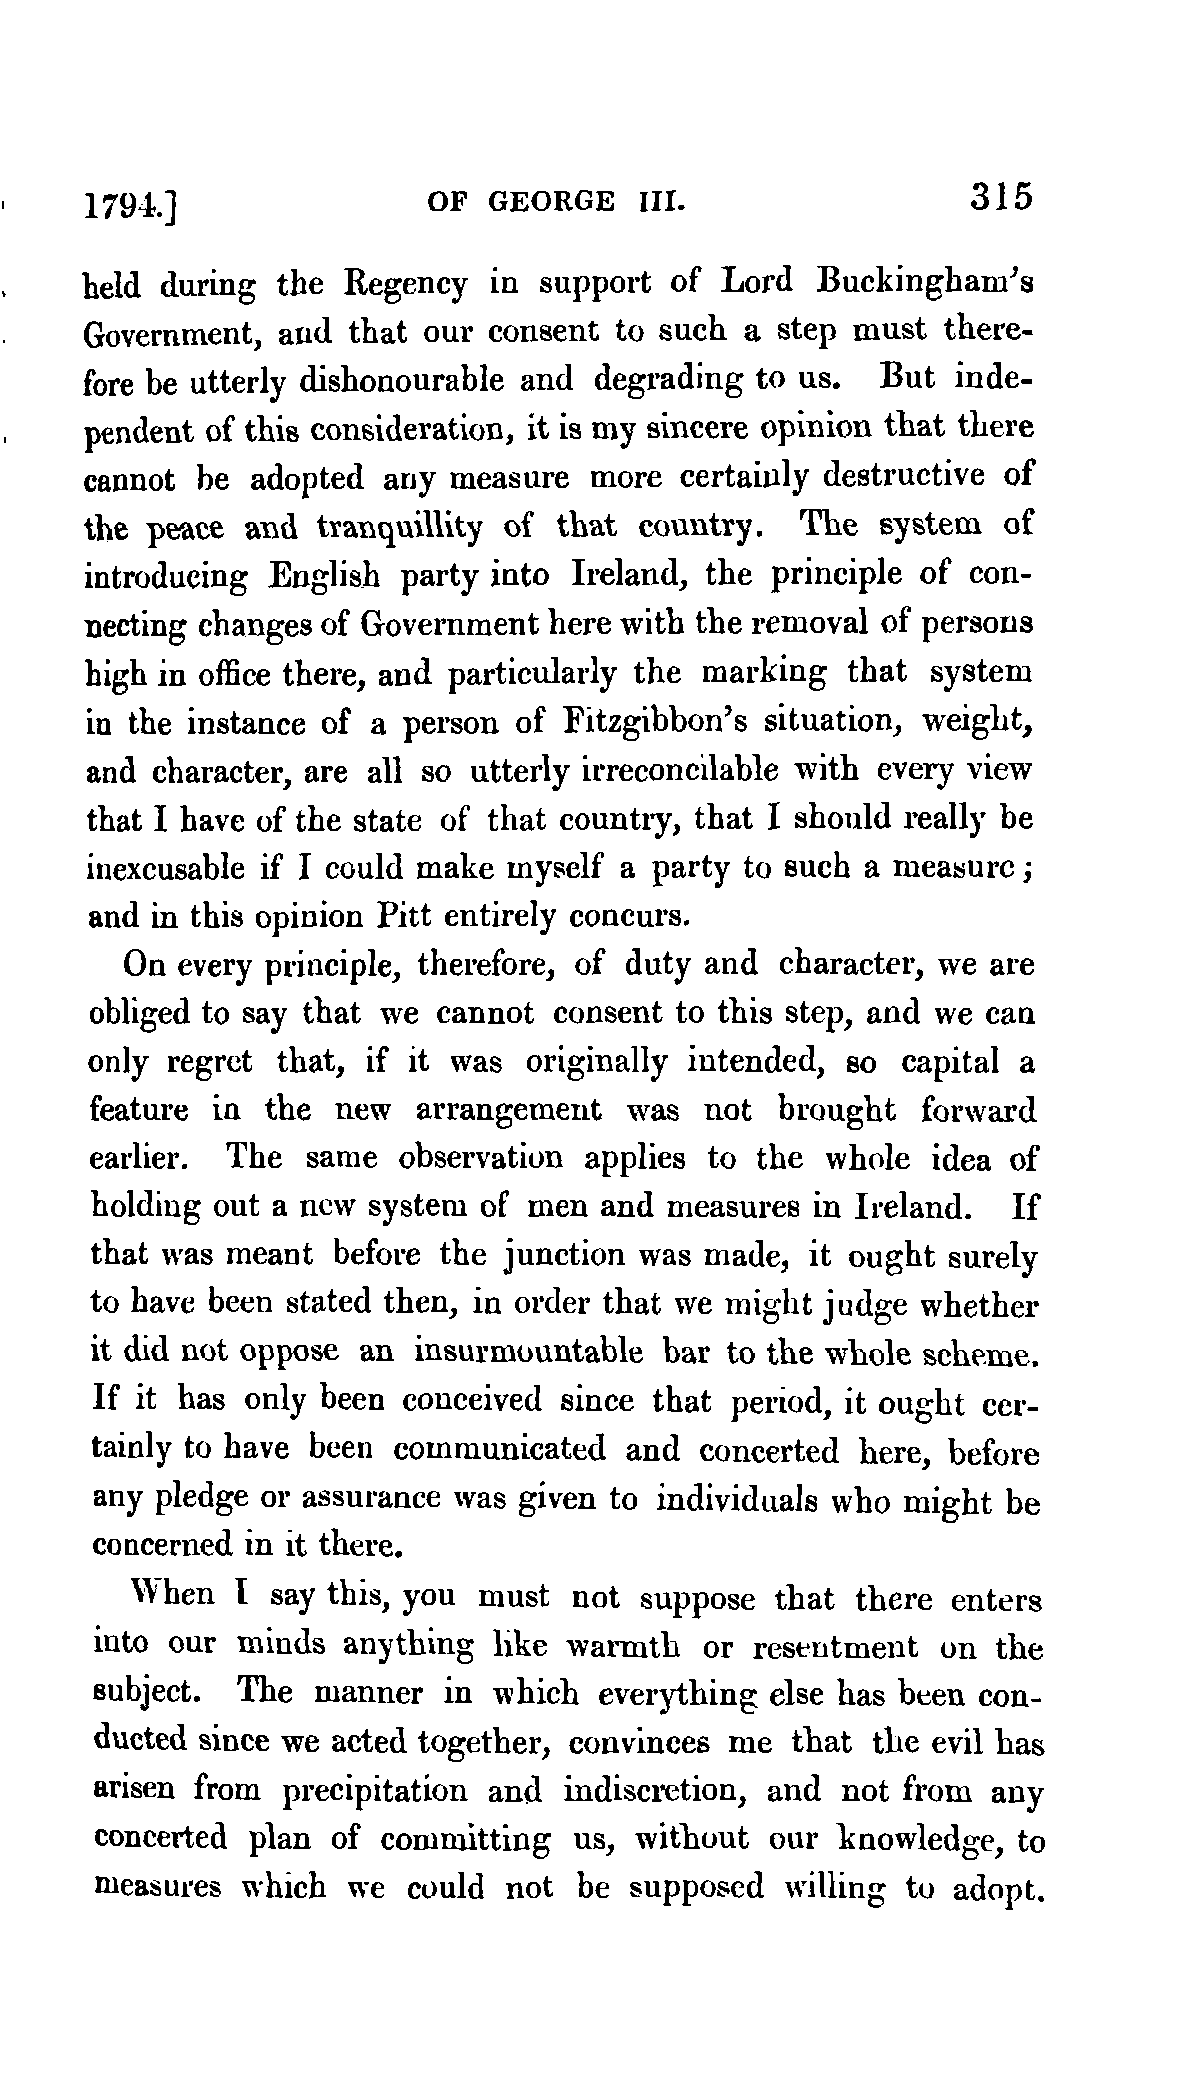 1794.] OF GEORGE III. 315
held during the Regency in support of Lord Buckingham's
Government, and that our consent to such a step must there-
fore be utterly dishonourable and degrading to us. But inde-
pendent of this consideration, it is my sincere opinion that there
cannot be adopted any measure more certainly destructive of
the peace and tranquillity of that country. The system of
introducing English party into Ireland, the principle of con-
necting changes of Government here with the removal of persons
high in office there, and particularly the marking that system
in the instance of a person of Fitzgibbon's situation, weight,
and character, are all so utterly irreconcilable with every view
that I have of the state of that country, that I should really be
inexcusable if I could make myself a party to such a measure;
and in this opinion Pitt entirely concurs.
On every principle, therefore, of duty and character, we are
obliged to say that we cannot consent to this step, and we can
only regret that, if it was originally intended, so capital a
feature in the new arrangement was not brought forward
earlier. The same observation applies to the whole idea of
holding out a new system of men and measures in Ireland. If
that was meant before the junction was made, it ought surely
to have been stated then, in order that we might judge whether
it did not oppose an insurmountable bar to the whole scheme.
If it has only been conceived since that period, it ought cer-
tainly to have been communicated and concerted here, before
any pledge or assurance was given to individuals who might be
concerned in it there.
When I say this, you must not suppose that there enters
into our minds anything like warmth or resentment on the
subject. The manner in which everything else has been con-
ducted since we acted together, convinces me that the evil has
arisen from precipitation and indiscretion, and not from any
concerted plan of committing us, without our knowledge, to
measures which we could not be supposed willing to adopt.